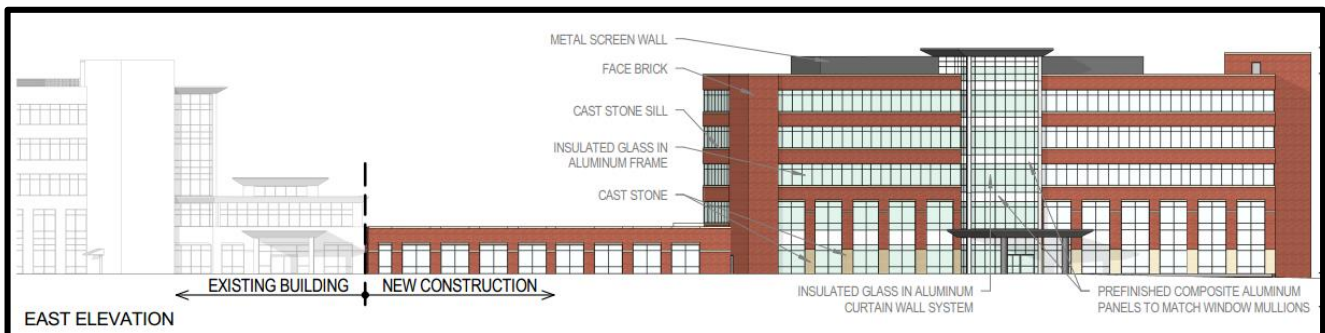 METAL SCREEN WALL
FACE BRICK
CAST STONE SILL
INSULATED GLASS IN
ALUMINUM FRAME
CAST STONE
EXISTING BUILDING
NEW CONSTRUCTION
INSULATED GLASS IN ALUMINUM
CURTAIN WALL SYSTEM
PREFINISHED COMPOSITE ALUMINUM
PANELS TO MATCH WINDOW MULLIONS
EAST ELEVATION